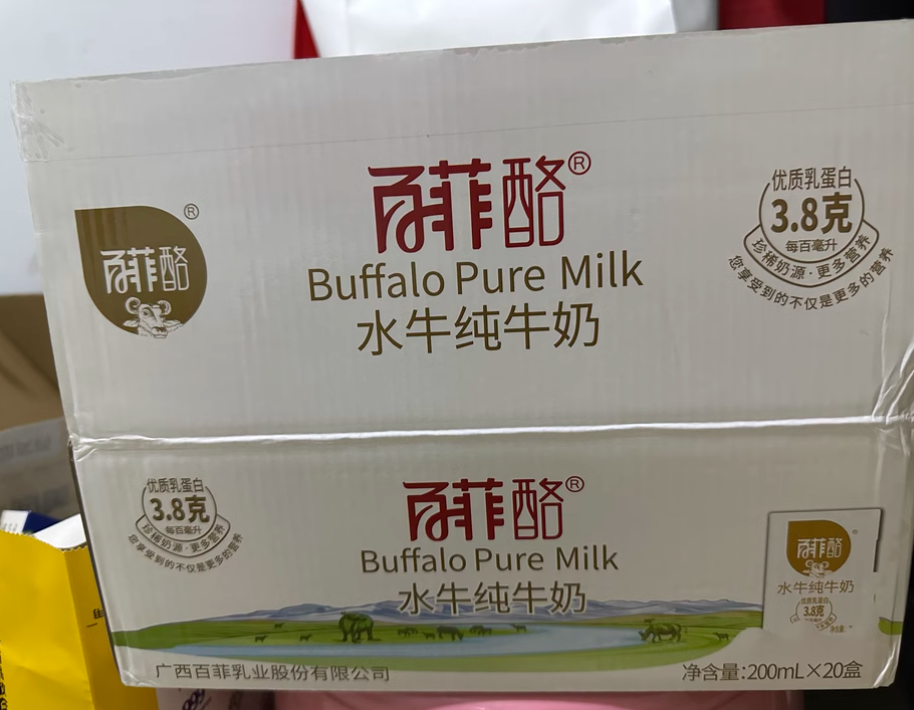 百菲酪®
Buffalo Pure Milk
水牛纯牛奶
®
百菲酪
优质乳蛋白
3.8克
每百毫升
珍稀奶源·更多营养
您享受到的不仅是更多的营养
优质乳蛋白
3.8克
每百毫升
珍稀奶源·更多营养
您享受到的不仅是更多的营养
百菲酪®
Buffalo Pure Milk
水牛纯牛奶
百菲酪
水牛纯牛奶
优质乳蛋白
3.8克
广西百菲乳业股份有限公司
净含量:200mL×20盒